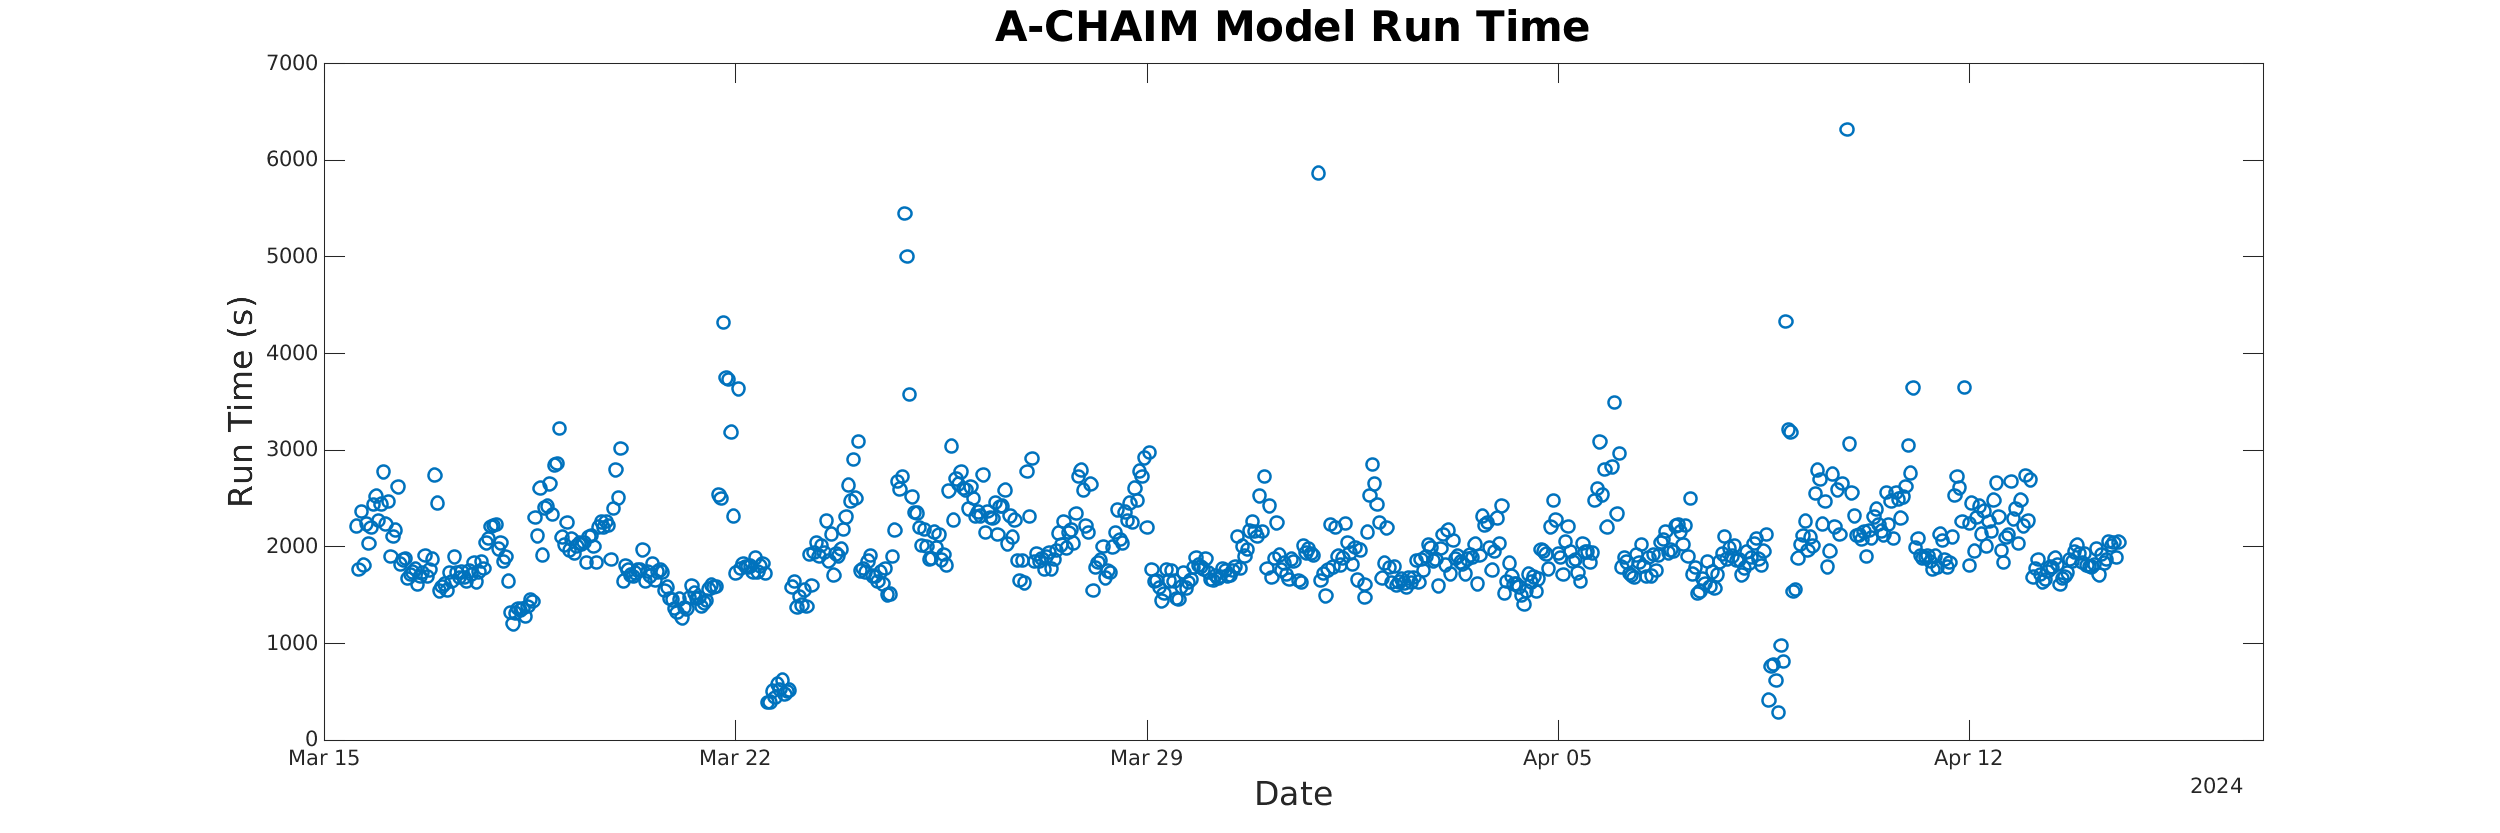 A-CHAIM Model Run Time
7000
6000
5000
4000
3000
2000
1000
0
Run Time (s)
Mar 15 Mar 22 Mar 29 Apr 05 Apr 12
2024
Date